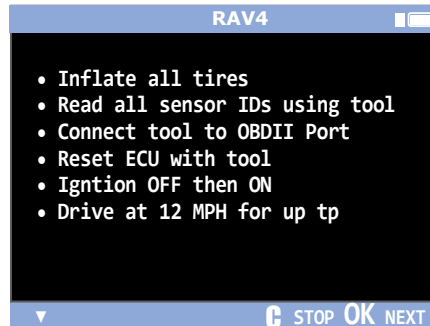 RAV4
• Inflate all tires
• Read all sensor IDs using tool
• Connect tool to OBDII Port
• Reset ECU with tool
• Igntion OFF then ON
• Drive at 12 MPH for up tp
▼ C STOP OK NEXT